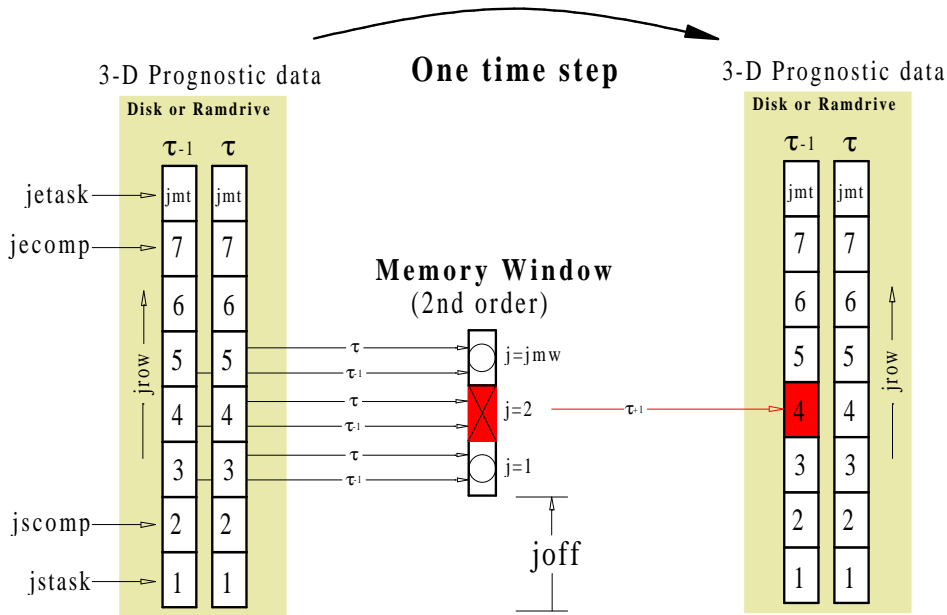 One time step
3-D Prognostic data
Disk or Ramdrive
τ-1 τ
jetask
jmt jmt
jecomp
7 7
6 6
5 5
4 4
3 3
jscomp
2 2
jstask
1 1
jrow
Memory Window
(2nd order)
τ
τ-1
j=jmw
τ
τ-1
j=2
τ
τ-1
j=1
τ+1
joff
3-D Prognostic data
Disk or Ramdrive
τ-1 τ
jmt jmt
7 7
6 6
5 5
4 4
3 3
2 2
1 1
jrow